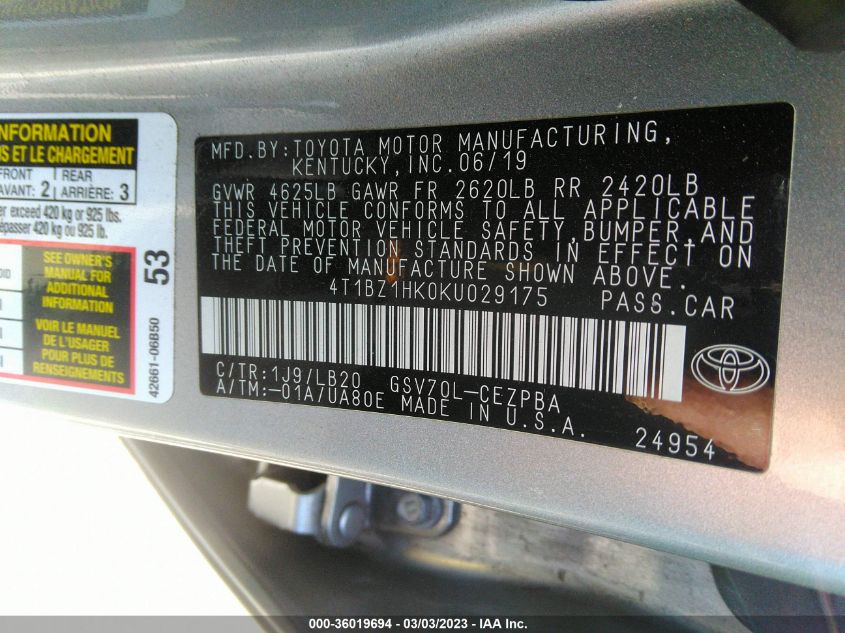 NFORMATION
S ET LE CHARGEMENT
FRONT REAR
AVANT: 2 ARRIÈRE: 3
er exceed 420 kg or 925 lbs.
épasser 420 kg ou 925 lb.
SEE OWNER'S
MANUAL FOR
ADDITIONAL
INFORMATION
VOIR LE MANUEL
DE L'USAGER
POUR PLUS DE
RENSEIGNEMENTS
53
42661-06B50
MFD.BY:TOYOTA MOTOR MANUFACTURING,
KENTUCKY,INC.06/19
GVWR 4625LB GAWR FR 2620LB RR 2420LB
THIS VEHICLE CONFORMS TO ALL APPLICABLE
FEDERAL MOTOR VEHICLE SAFETY,BUMPER,AND
THEFT PREVENTION STANDARDS IN EFFECT ON
THE DATE OF MANUFACTURE SHOWN ABOVE.
4T1BZ1HK0KU029175 PASS.CAR
C/TR:1J9/LB20 GSV70L-CEZPBA
A/TM:-01A/UA80E MADE IN U.S.A.
24954
000-36019694 - 03/03/2023 - IAA Inc.